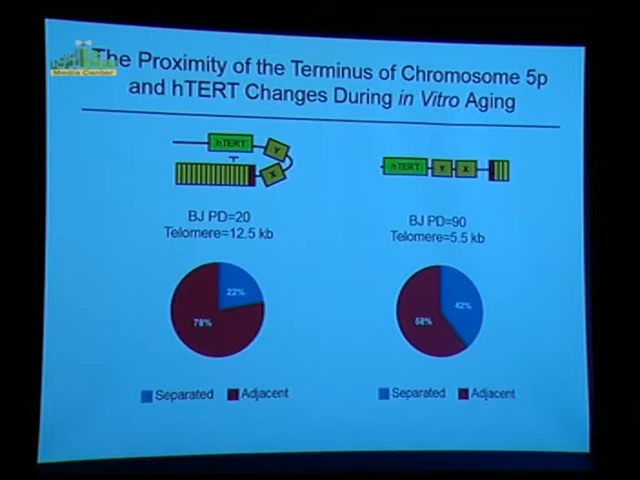 Media Center
The Proximity of the Terminus of Chromosome 5p
and hTERT Changes During in Vitro Aging
hTERT
Y
X
BJ PD=20
Telomere=12.5 kb
22%
78%
Separated
Adjacent
hTERT
Y
X
BJ PD=90
Telomere=5.5 kb
42%
58%
Separated
Adjacent